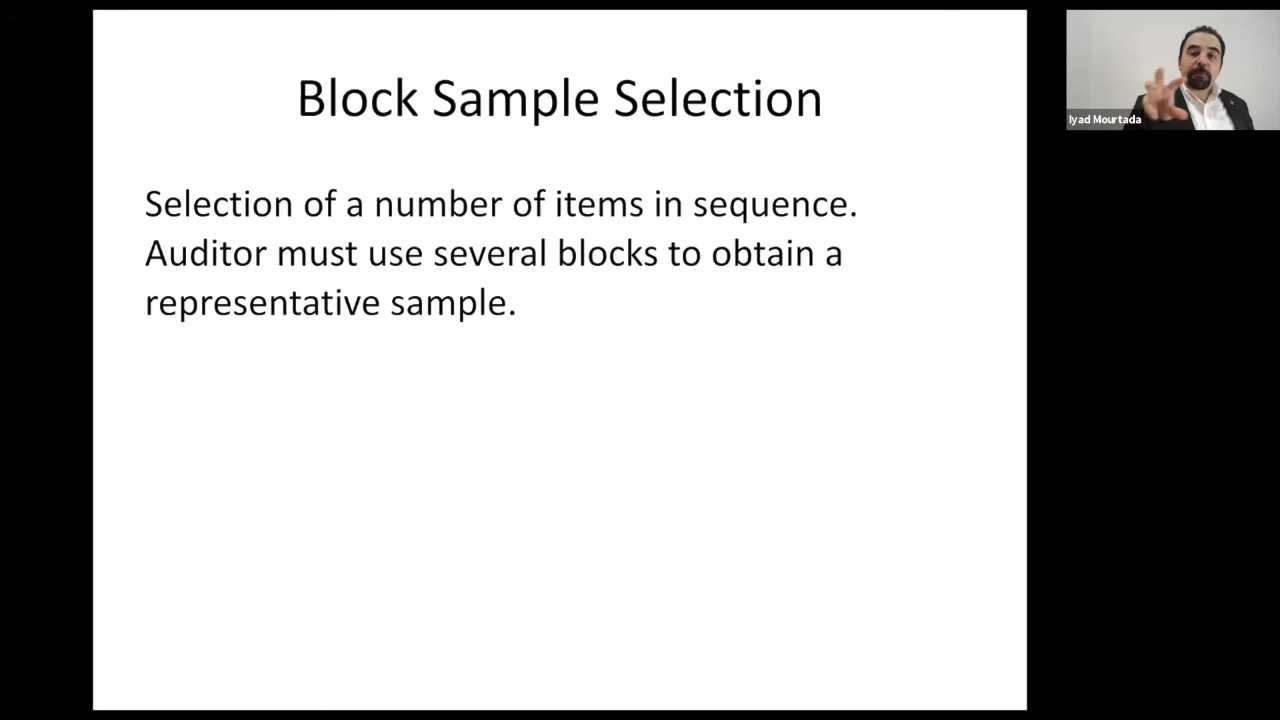 Block Sample Selection
Selection of a number of items in sequence.
Auditor must use several blocks to obtain a
representative sample.
Iyad Mourtada